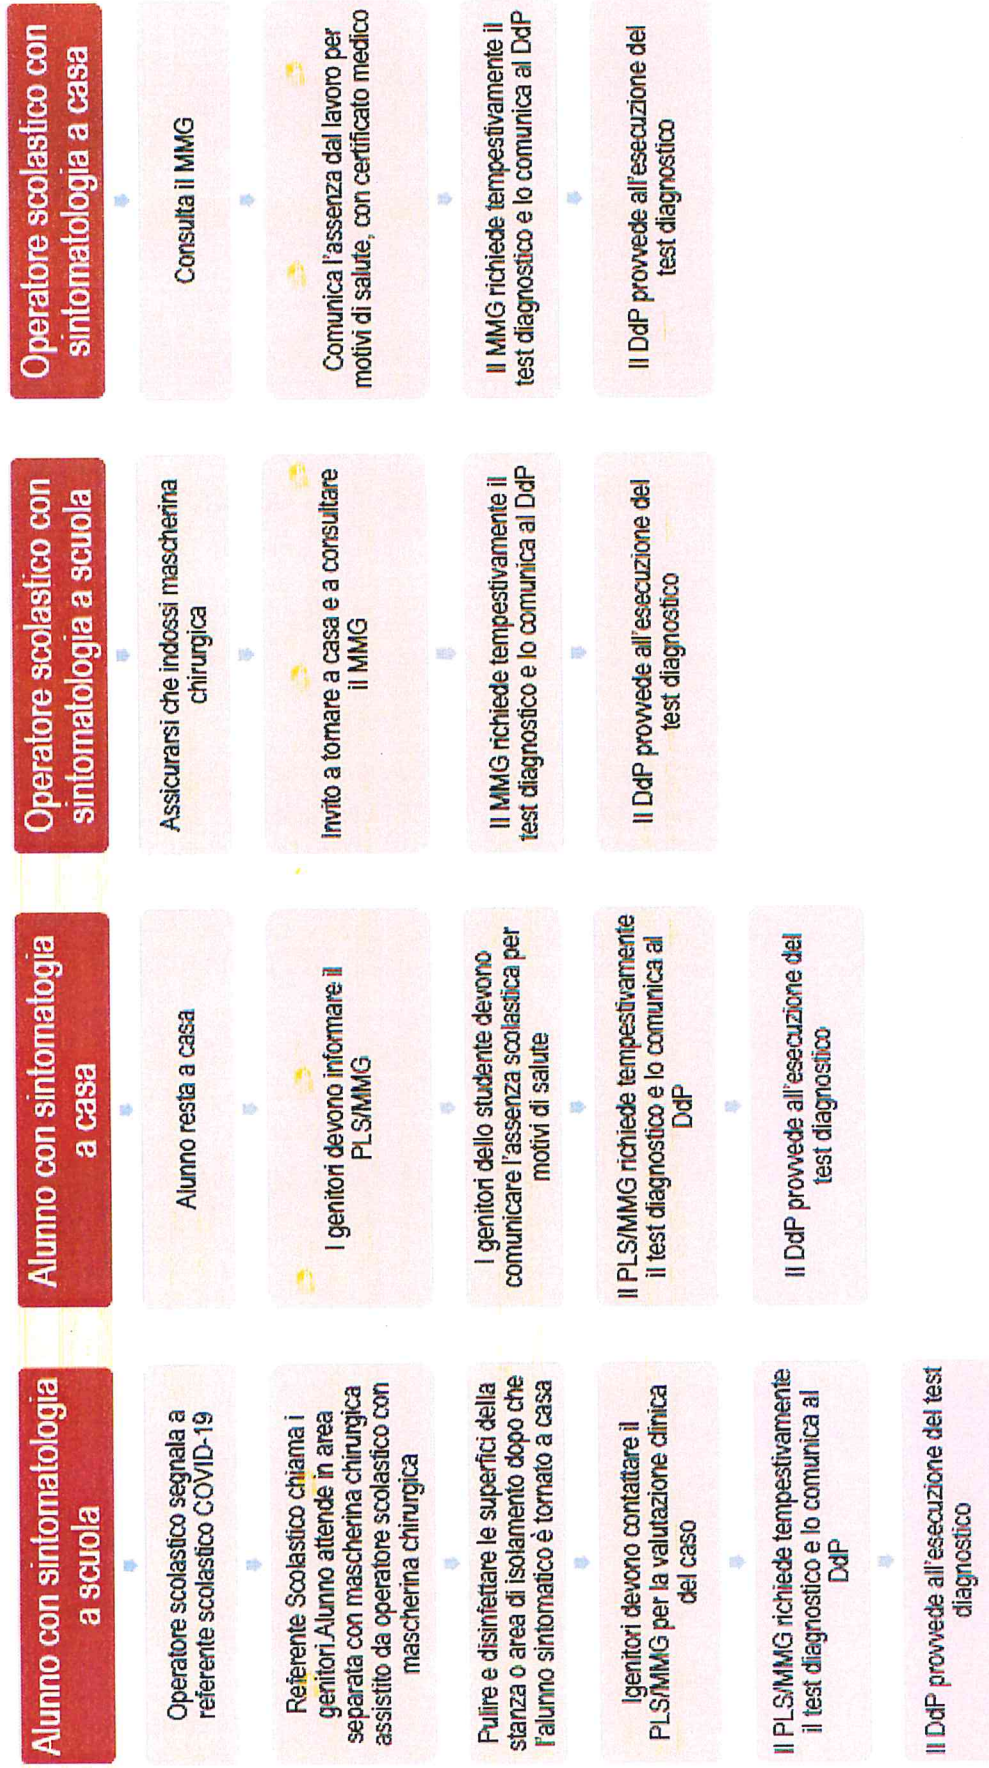 Alunno con sintomatologia
a scuola
Operatore scolastico segnala a
referente scolastico COVID-19
Referente Scolastico chiama i
genitori.Alunno attende in area
separata con mascherina chirurgica
assistito da operatore scolastico con
mascherina chirurgica
Pulire e disinfettare le superfici della
stanza o area di isolamento dopo che
l'alunno sintomatico è tornato a casa
Igenitori devono contattare il
PLS/MMG per la valutazione clinica
del caso
Il PLS/MMG richiede tempestivamente
il test diagnostico e lo comunica al
DdP
Il DdP provvede all'esecuzione del test
diagnostico
Alunno con sintomatogia
a casa
Alunno resta a casa
I genitori devono informare il
PLS/MMG
I genitori dello studente devono
comunicare l'assenza scolastica per
motivi di salute
Il PLS/MMG richiede tempestivamente
il test diagnostico e lo comunica al
DdP
Il DdP provvede all'esecuzione del
test diagnostico
Operatore scolastico con
sintomatologia a scuola
Assicurarsi che indossi mascherina
chirurgica
Invito a tornare a casa e a consultare
il MMG
Il MMG richiede tempestivamente il
test diagnostico e lo comunica al DdP
Il DdP provvede all'esecuzione del
test diagnostico
Operatore scolastico con
sintomatologia a casa
Consulta il MMG
Comunica l'assenza dal lavoro per
motivi di salute, con certificato medico
Il MMG richiede tempestivamente il
test diagnostico e lo comunica al DdP
Il DdP provvede all'esecuzione del
test diagnostico